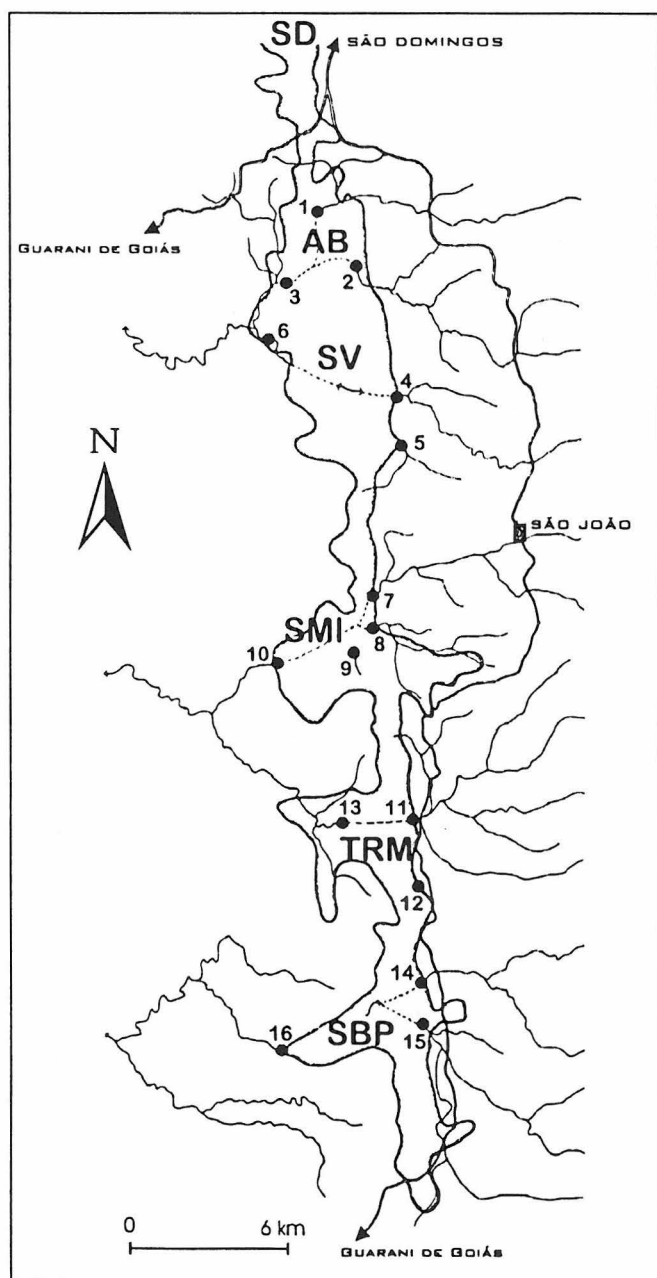 SD
SÃO DOMINGOS
1
AB
GUARANI DE GOIÁS
2
3
6
SV
4
5
N
SÃO JOÃO
7
SMI
8
10
9
13
11
TRM
12
14
16
SBP
15
0
6 km
GUARANI DE GOIÁS